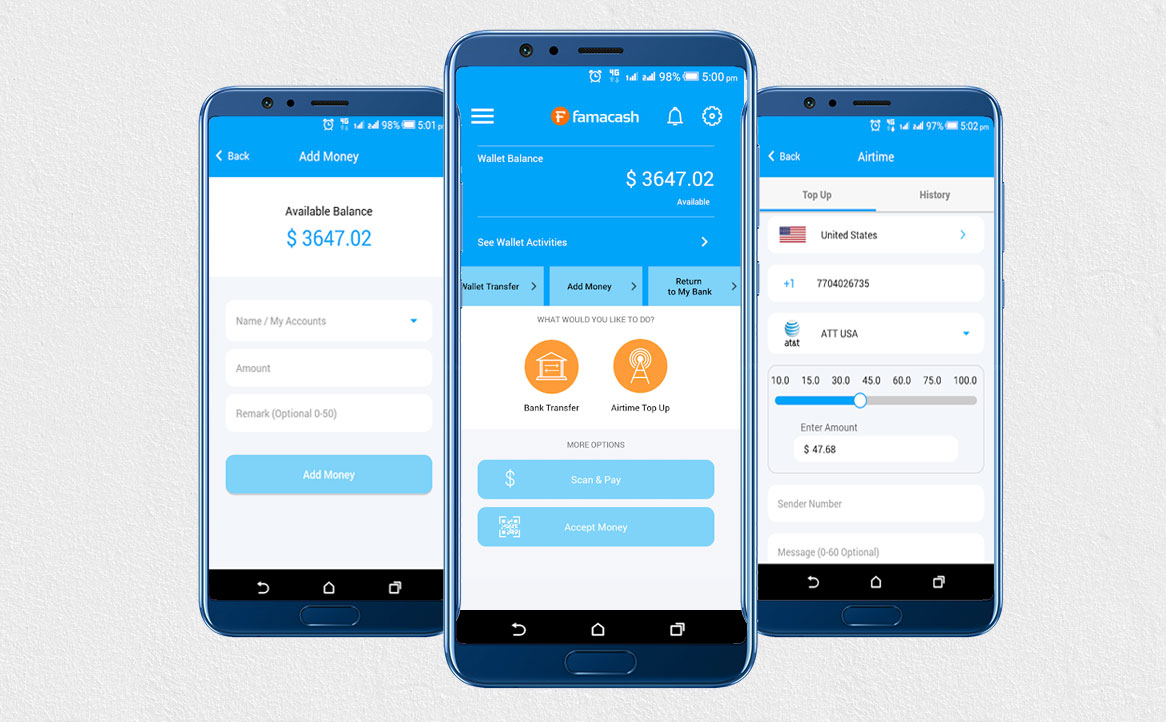 5:01 pm
98%
Back
Add Money
Available Balance
$ 3647.02
Name / My Accounts
Amount
Remark (Optional 0-50)
Add Money
4G
98%
5:00 pm
famacash
Wallet Balance
$ 3647.02
Available
See Wallet Activities
Wallet Transfer
Add Money
Return
to My Bank
WHAT WOULD YOU LIKE TO DO?
Bank Transfer
Airtime Top Up
MORE OPTIONS
$ Scan & Pay
Accept Money
4G
97%
5:02 pm
Back
Airtime
Top Up
History
United States
+1 7704026735
at&t
ATT USA
10.0 15.0 30.0 45.0 60.0 75.0 100.0
Enter Amount
$ 47.68
Sender Number
Message (0-60 Optional)